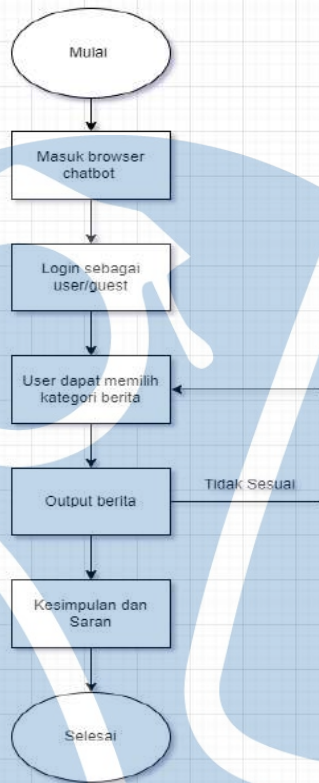 Mulai
Masuk browser
chatbot
Login sebagai
user/guest
User dapat memilih
kategori berita
Output berita
Tidak Sesuai
Kesimpulan dan
Saran
Selesai